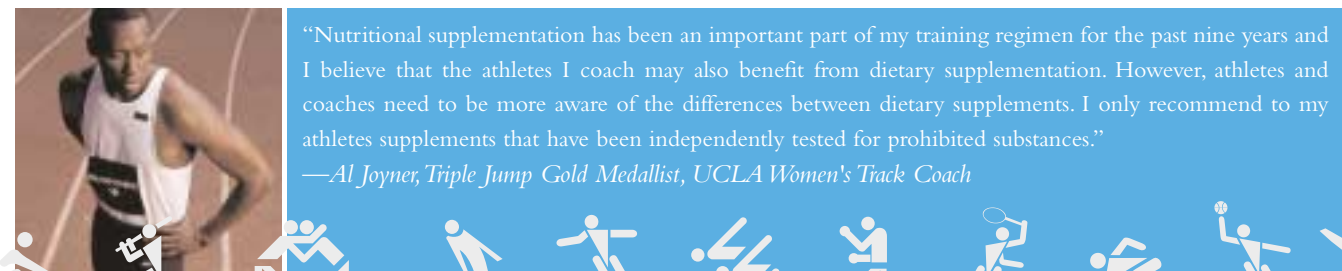 “Nutritional supplementation has been an important part of my training regimen for the past nine years and
I believe that the athletes I coach may also benefit from dietary supplementation. However, athletes and
coaches need to be more aware of the differences between dietary supplements. I only recommend to my
athletes supplements that have been independently tested for prohibited substances.”
—Al Joyner, Triple Jump Gold Medallist, UCLA Women's Track Coach